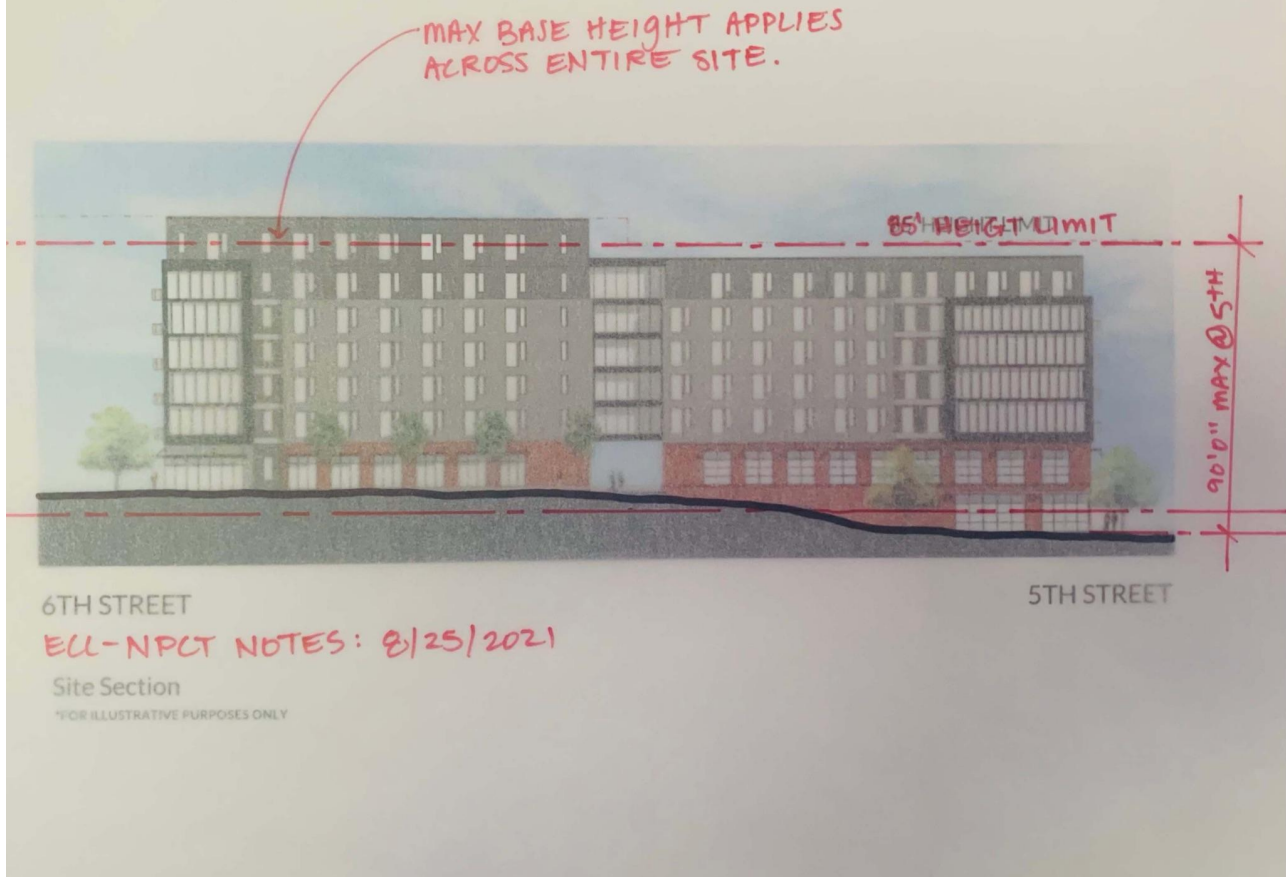 MAX BASE HEIGHT APPLIES
ACROSS ENTIRE SITE.
85' HEIGHT LIMIT
90'0" MAX @ 5TH
6TH STREET
5TH STREET
ECU-NPCT NOTES: 8/25/2021
Site Section
*FOR ILLUSTRATIVE PURPOSES ONLY